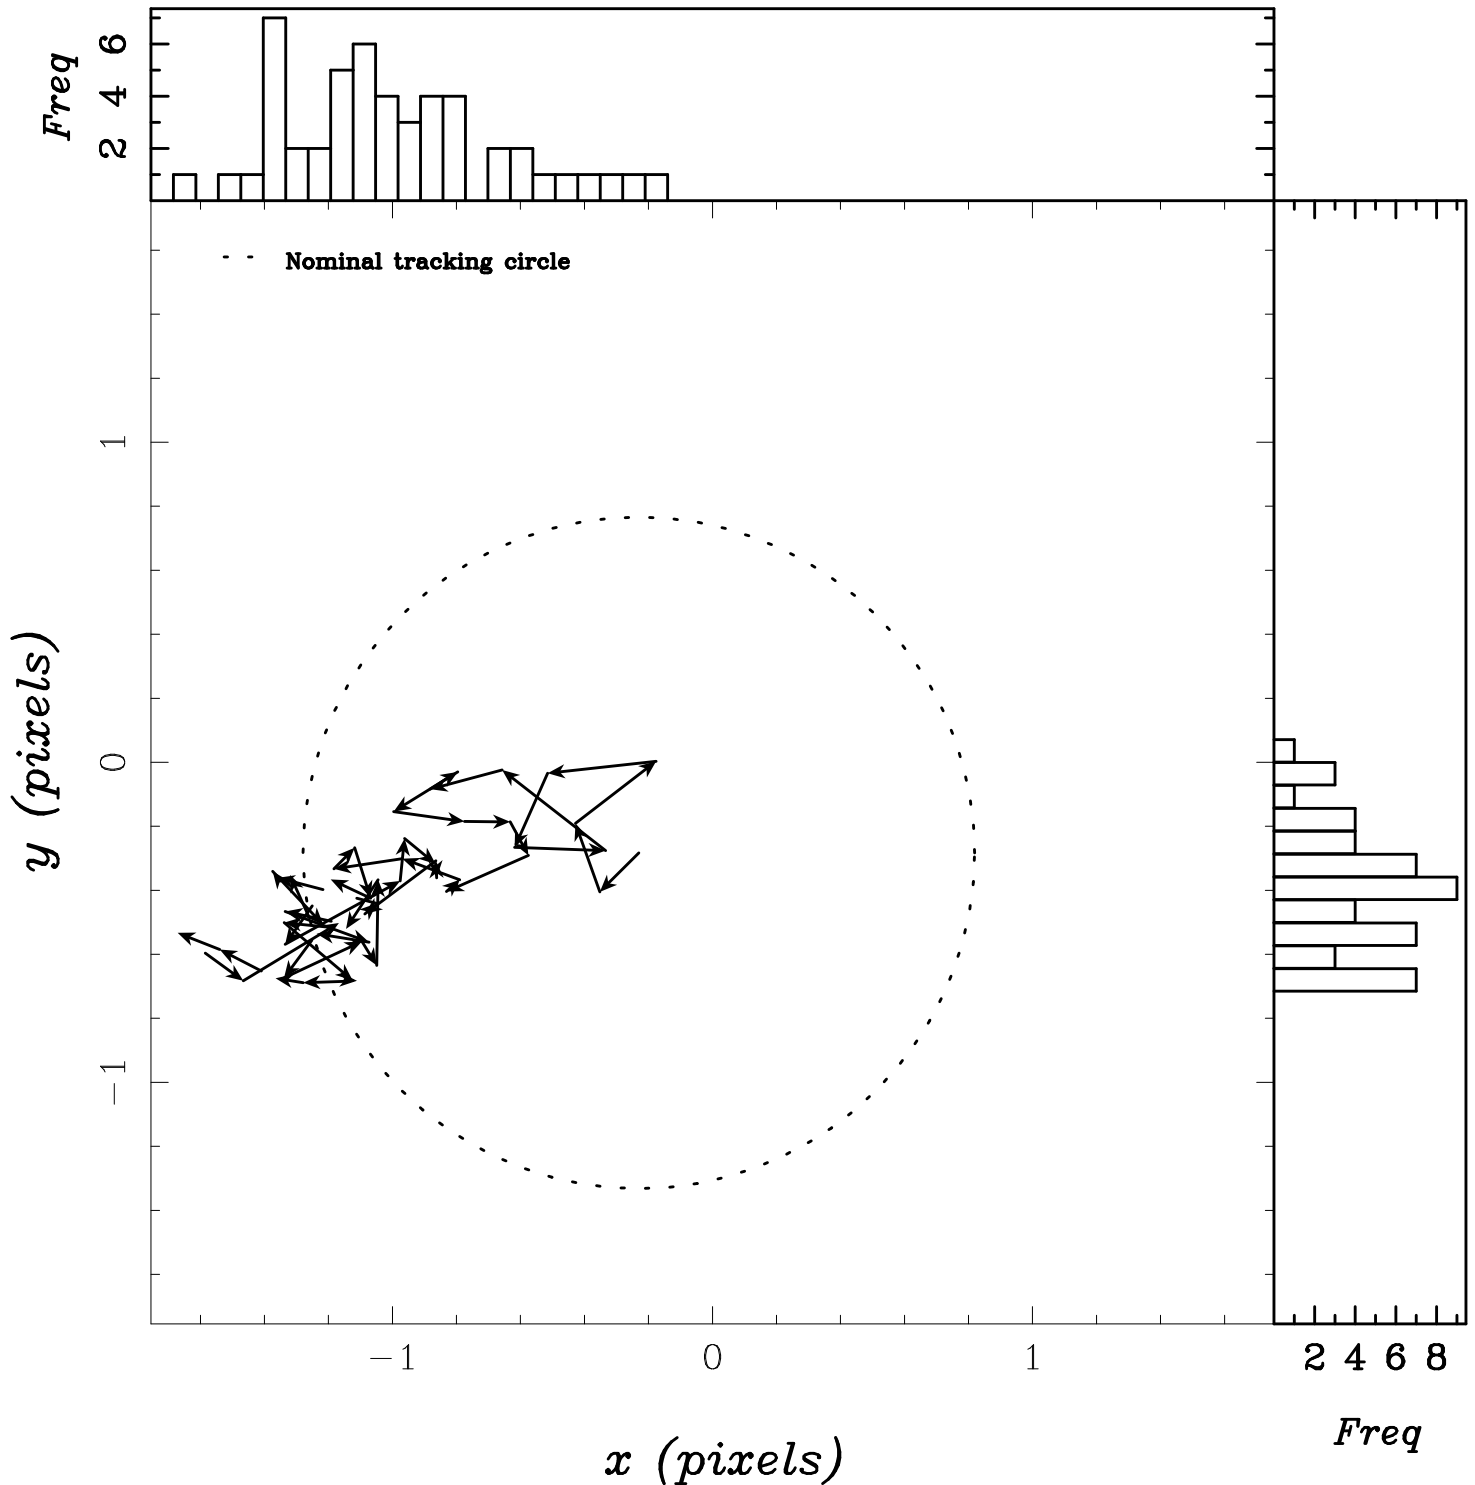 Freq
6
4
2
Nominal tracking circle
1
0
−1
y (pixels)
−1 0 1
x (pixels)
2 4 6 8
Freq